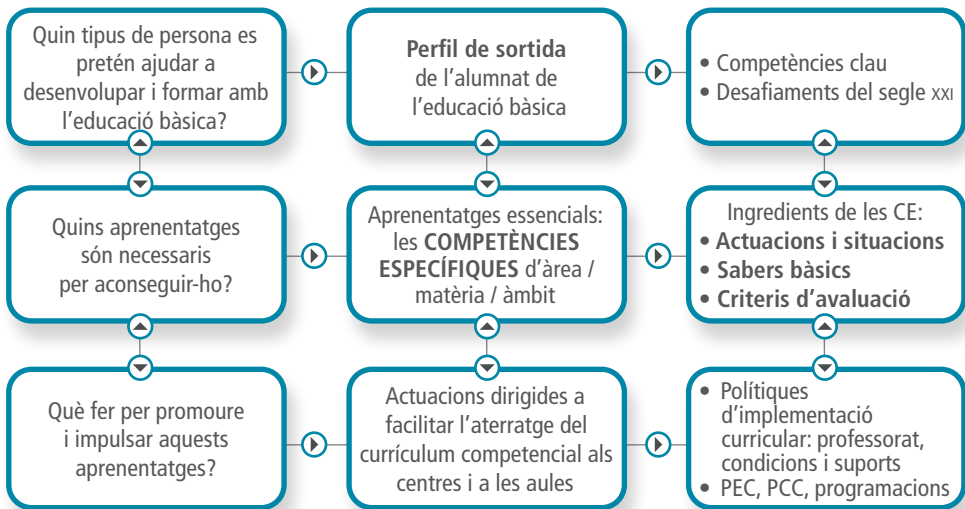 Quin tipus de persona es
pretén ajudar a
desenvolupar i formar amb
l'educació bàsica?
Perfil de sortida
de l'alumnat de
l'educació bàsica
• Competències clau
• Desafiaments del segle XXI
Quins aprenentatges
són necessaris
per aconseguir-ho?
Aprenentatges essencials:
les COMPETÈNCIES
ESPECÍFIQUES d'àrea /
matèria / àmbit
Ingredients de les CE:
• Actuacions i situacions
• Sabers bàsics
• Criteris d'avaluació
Què fer per promoure
i impulsar aquests
aprenentatges?
Actuacions dirigides a
facilitar l'aterratge del
currículum competencial als
centres i a les aules
• Polítiques
d'implementació
curricular: professorat,
condicions i suports
• PEC, PCC, programacions